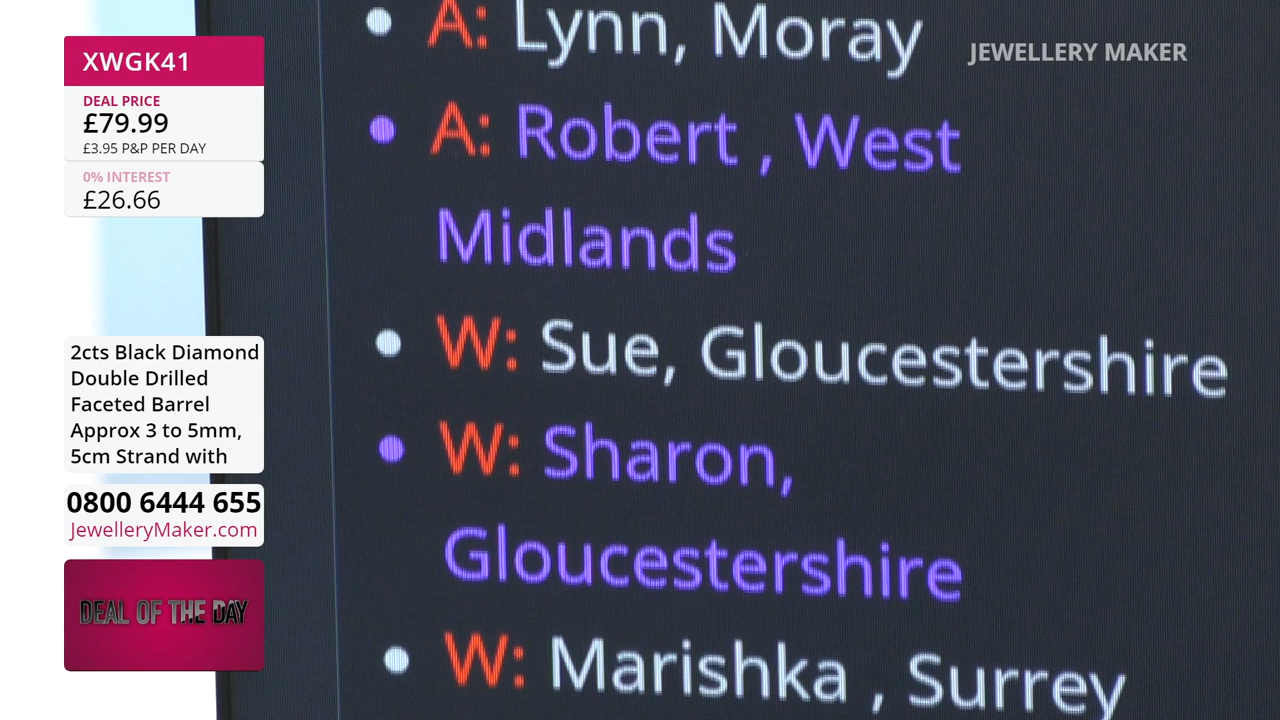 XWGK41
DEAL PRICE
£79.99
£3.95 P&P PER DAY
0% INTEREST
£26.66
2cts Black Diamond
Double Drilled
Faceted Barrel
Approx 3 to 5mm,
5cm Strand with
0800 6444 655
JewelleryMaker.com
DEAL OF THE DAY
JEWELLERY MAKER
• A: Lynn, Moray
• A: Robert , West
Midlands
• W: Sue, Gloucestershire
• W: Sharon,
Gloucestershire
• W: Marishka , Surrey